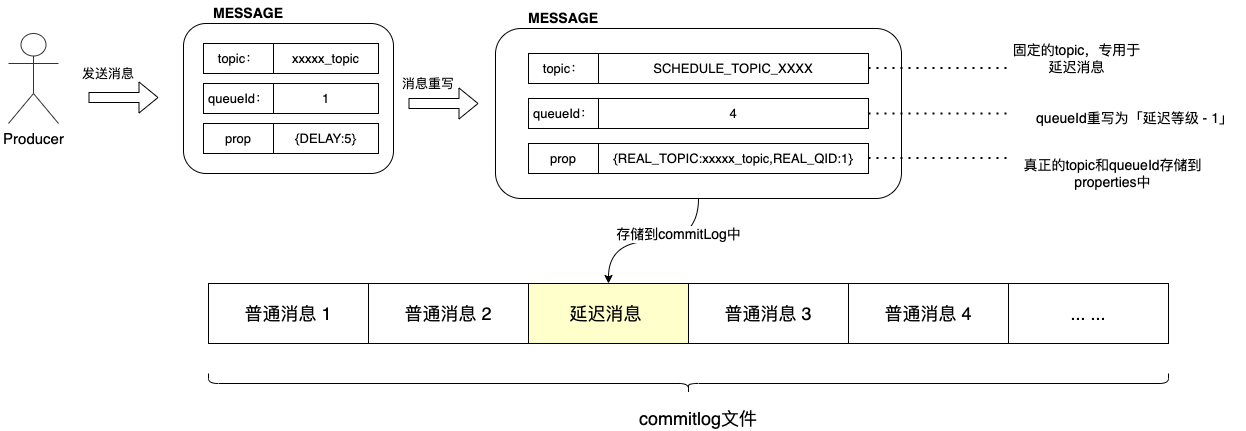 MESSAGE
topic：
xxxxx_topic
queueId：
1
prop
{DELAY:5}
Producer
发送消息
消息重写
MESSAGE
topic：
SCHEDULE_TOPIC_XXXX
queueId：
4
prop
{REAL_TOPIC:xxxxx_topic,REAL_QID:1}
固定的topic，专用于
延迟消息
queueId重写为「延迟等级 - 1」
真正的topic和queueId存储到
properties中
存储到commitLog中
普通消息 1
普通消息 2
延迟消息
普通消息 3
普通消息 4
... ...
commitlog文件